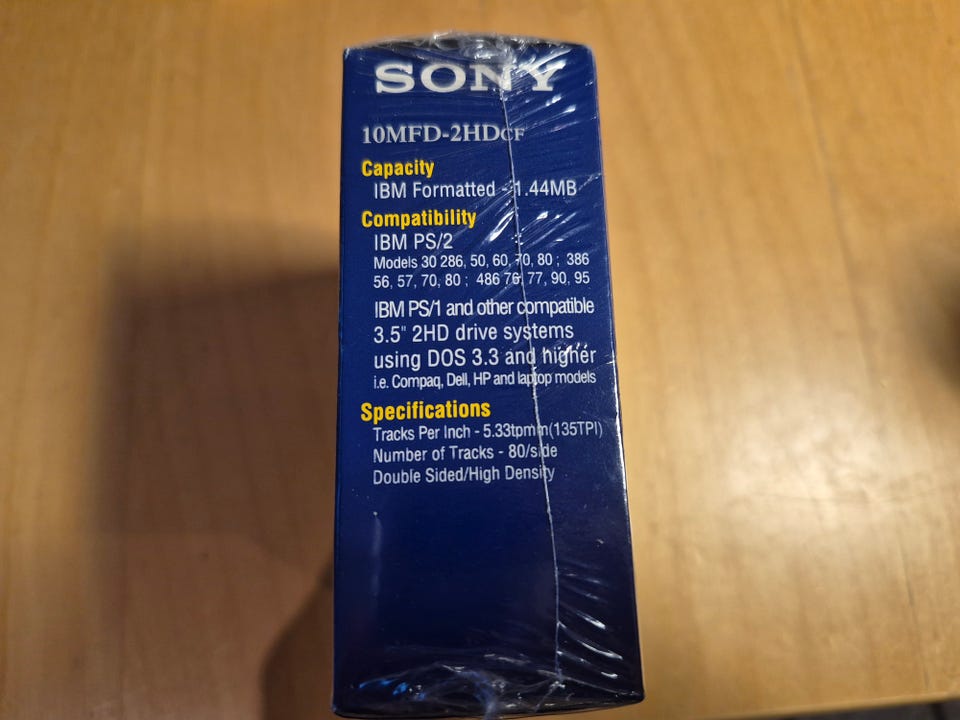 SONY
10MFD-2HDCF
Capacity
IBM Formatted - 1.44MB
Compatibility
IBM PS/2
Models 30 286, 50, 60, 70, 80 ; 386
56, 57, 70, 80 ; 486 76, 77, 90, 95
IBM PS/1 and other compatible
3.5" 2HD drive systems
using DOS 3.3 and higher
i.e. Compaq, Dell, HP and laptop models
Specifications
Tracks Per Inch - 5.33tpmm(135TPI)
Number of Tracks - 80/side
Double Sided/High Density